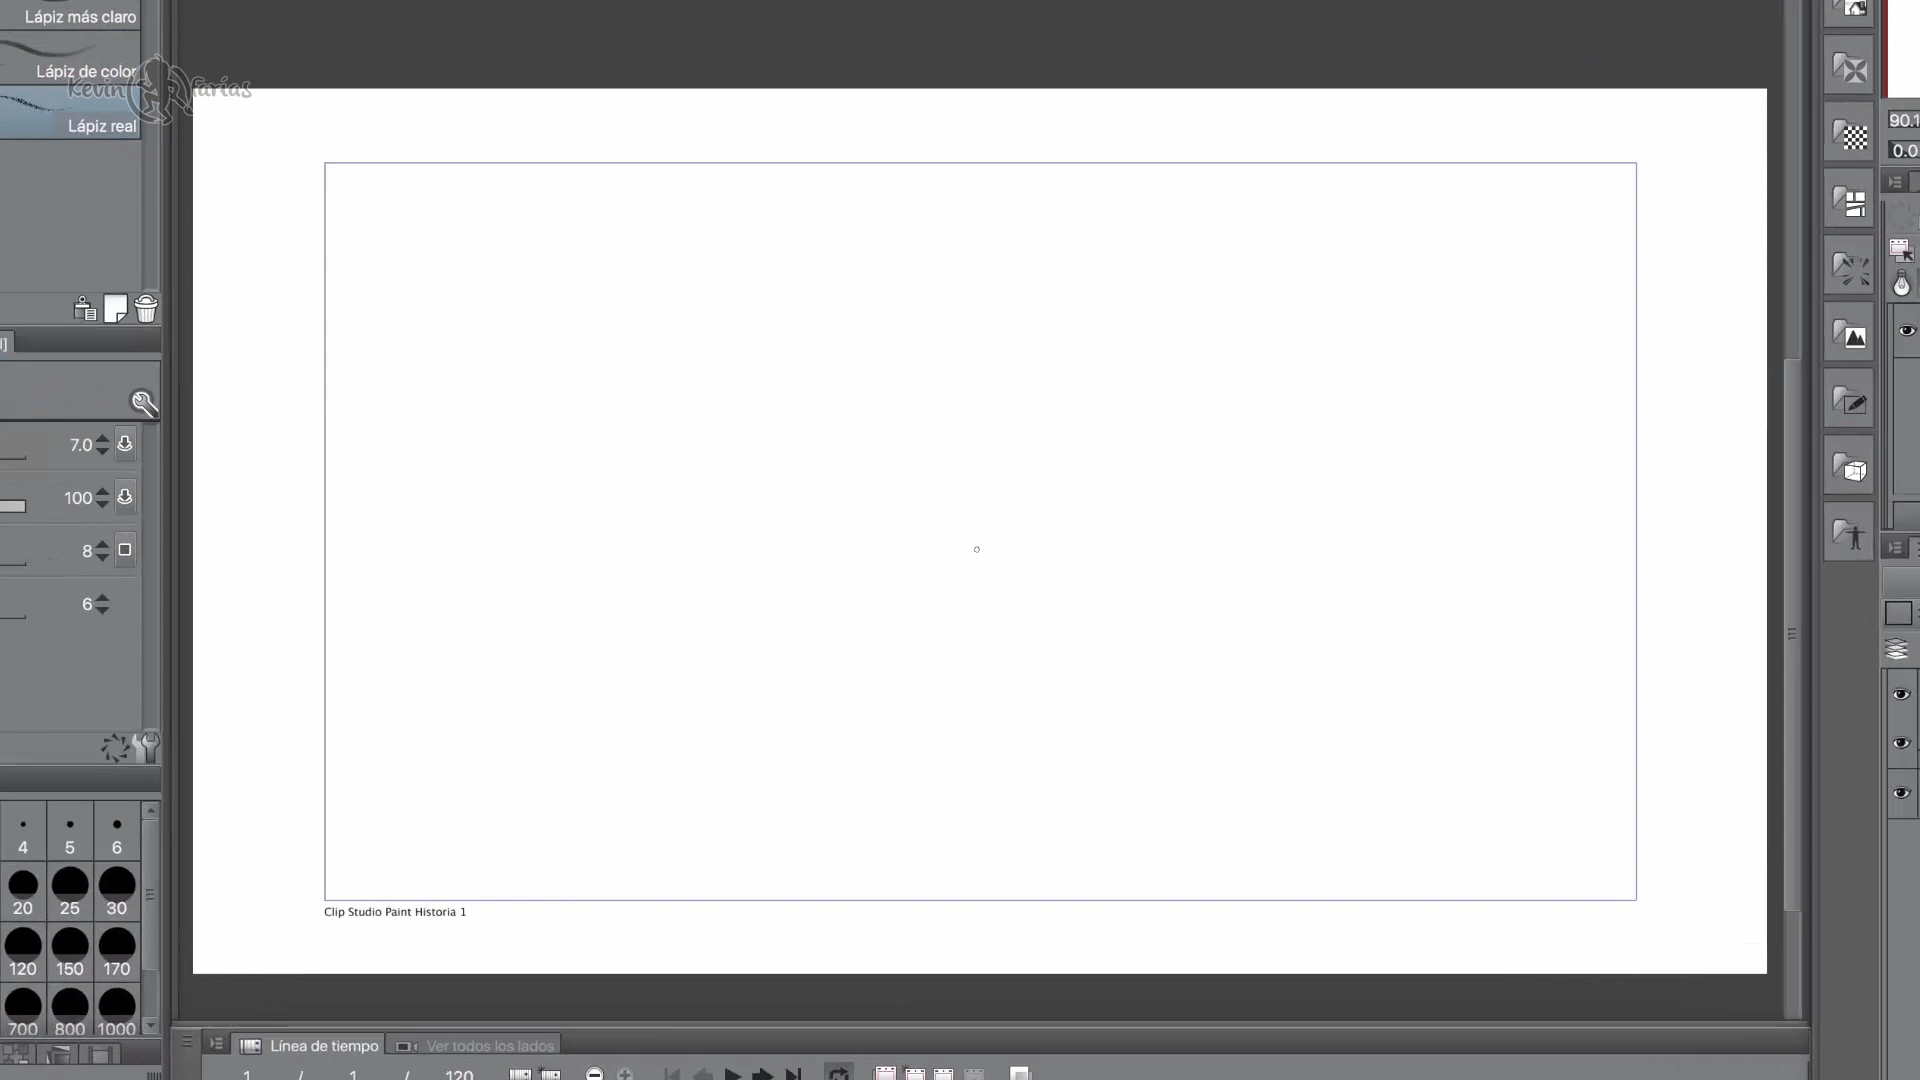 Lápiz más claro
Lápiz de color
Kevin Farías
Lápiz real
90.1
0.0
7.0
100
8
6
4 5 6
20 25 30
120 150 170
700 800 1000
Clip Studio Paint Historia 1
Línea de tiempo
Ver todos los lados
1 / 1 / 120